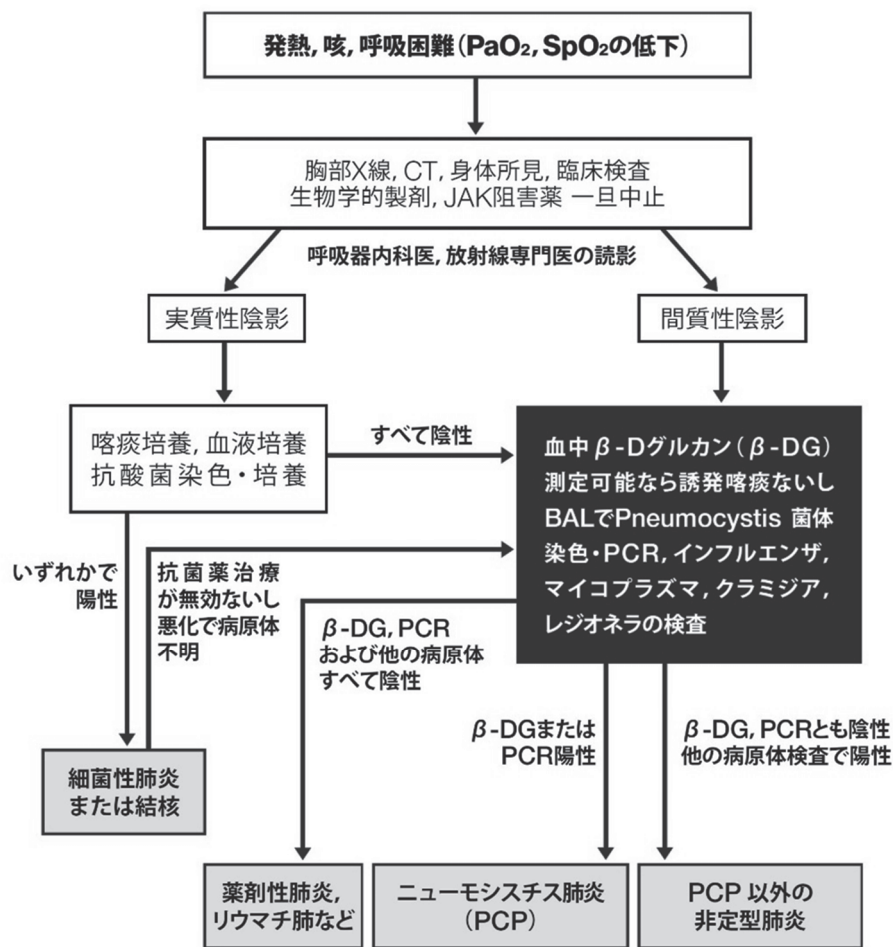 発熱, 咳, 呼吸困難(PaO₂, SpO₂の低下)
胸部X線, CT, 身体所見, 臨床検査
生物学的製剤, JAK阻害薬 一旦中止
呼吸器内科医, 放射線専門医の読影
実質性陰影
間質性陰影
喀痰培養, 血液培養
抗酸菌染色・培養
すべて陰性
血中β-Dグルカン(β-DG)
測定可能なら誘発喀痰ないし
BALでPneumocystis 菌体
染色・PCR, インフルエンザ,
マイコプラズマ, クラミジア,
レジオネラの検査
いずれかで
陽性
抗菌薬治療
が無効ないし
悪化で病原体
不明
β-DG, PCR
および他の病原体
すべて陰性
β-DGまたは
PCR陽性
β-DG, PCRとも陰性
他の病原体検査で陽性
細菌性肺炎
または結核
薬剤性肺炎,
リウマチ肺など
ニューモシスチス肺炎
(PCP)
PCP 以外の
非定型肺炎